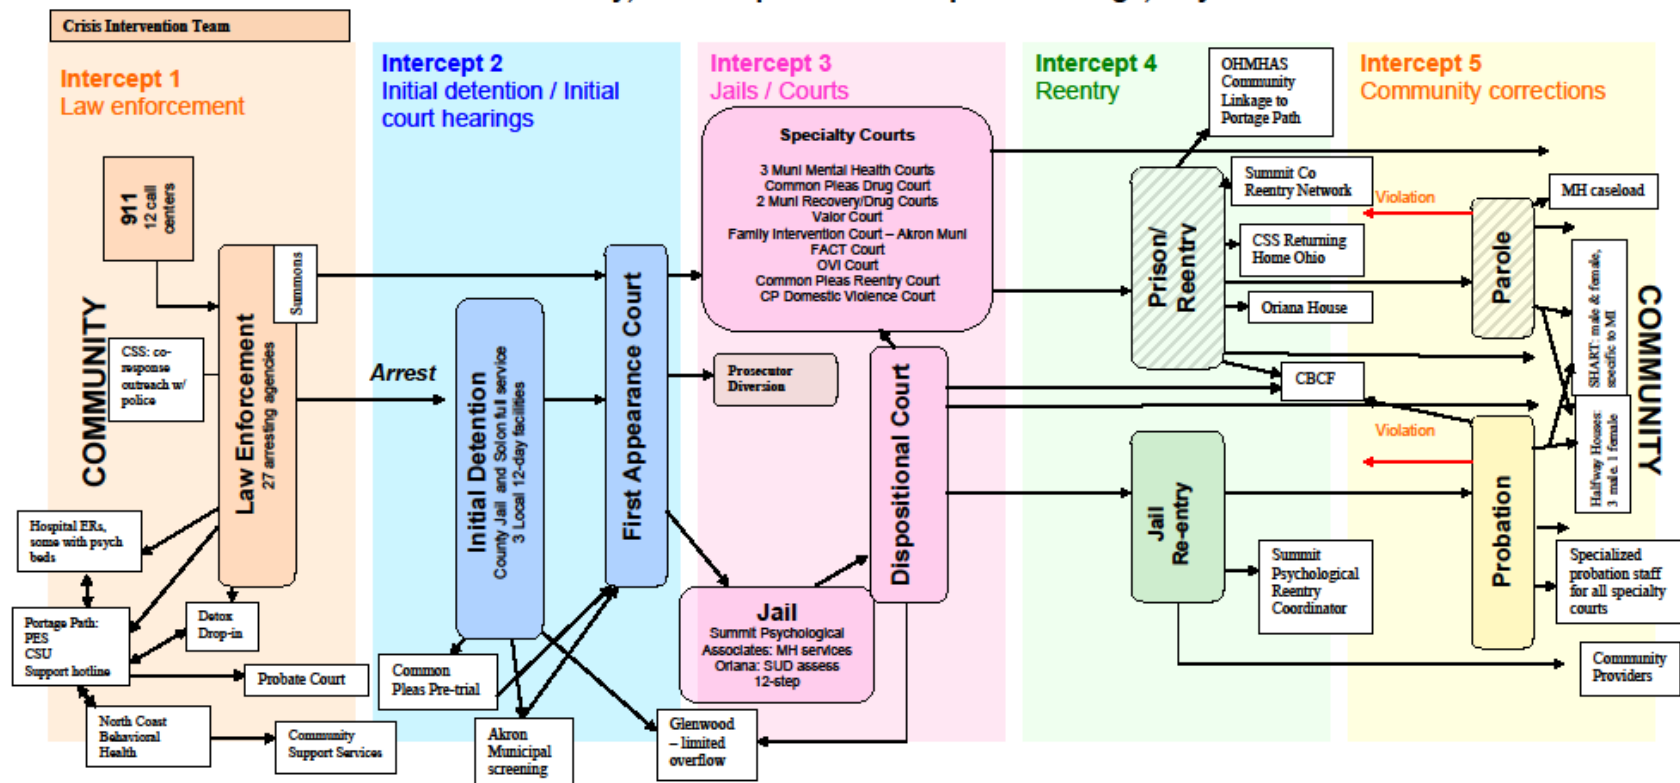 Crisis Intervention Team
Intercept 1
Law enforcement
911
12 call
centers
COMMUNITY
Law Enforcement
27 arresting agencies
Summons
CSS: co-
response
outreach w/
police
Hospital ERs,
some with psych
beds
Portage Path:
PES
CSU
Support hotline
Detox
Drop-in
Probate Court
North Coast
Behavioral
Health
Community
Support Services
Intercept 2
Initial detention / Initial
court hearings
Arrest
Initial Detention
County Jail and Solon full service
3 Local 12-day facilities
First Appearance Court
Common
Pleas Pre-trial
Akron
Municipal
screening
Intercept 3
Jails / Courts
Specialty Courts
3 Muni Mental Health Courts
Common Pleas Drug Court
2 Muni Recovery/Drug Courts
Valor Court
Family Intervention Court – Akron Muni
FACT Court
OVI Court
Common Pleas Reentry Court
CP Domestic Violence Court
Prosecutor
Diversion
Dispositional Court
Jail
Summit Psychological
Associates: MH services
Oriana: SUD assess
12-step
Glenwood
– limited
overflow
Intercept 4
Reentry
OHMHAS
Community
Linkage to
Portage Path
Prison/
Reentry
Summit Co
Reentry Network
CSS Returning
Home Ohio
Oriana House
CBCF
Jail
Re-entry
Summit
Psychological
Reentry
Coordinator
Intercept 5
Community corrections
Violation
Parole
MH caseload
SHART: male & female,
specific to MI
Halfway Houses:
3 male. 1 female
COMMUNITY
Violation
Probation
Specialized
probation staff
for all specialty
courts
Community
Providers